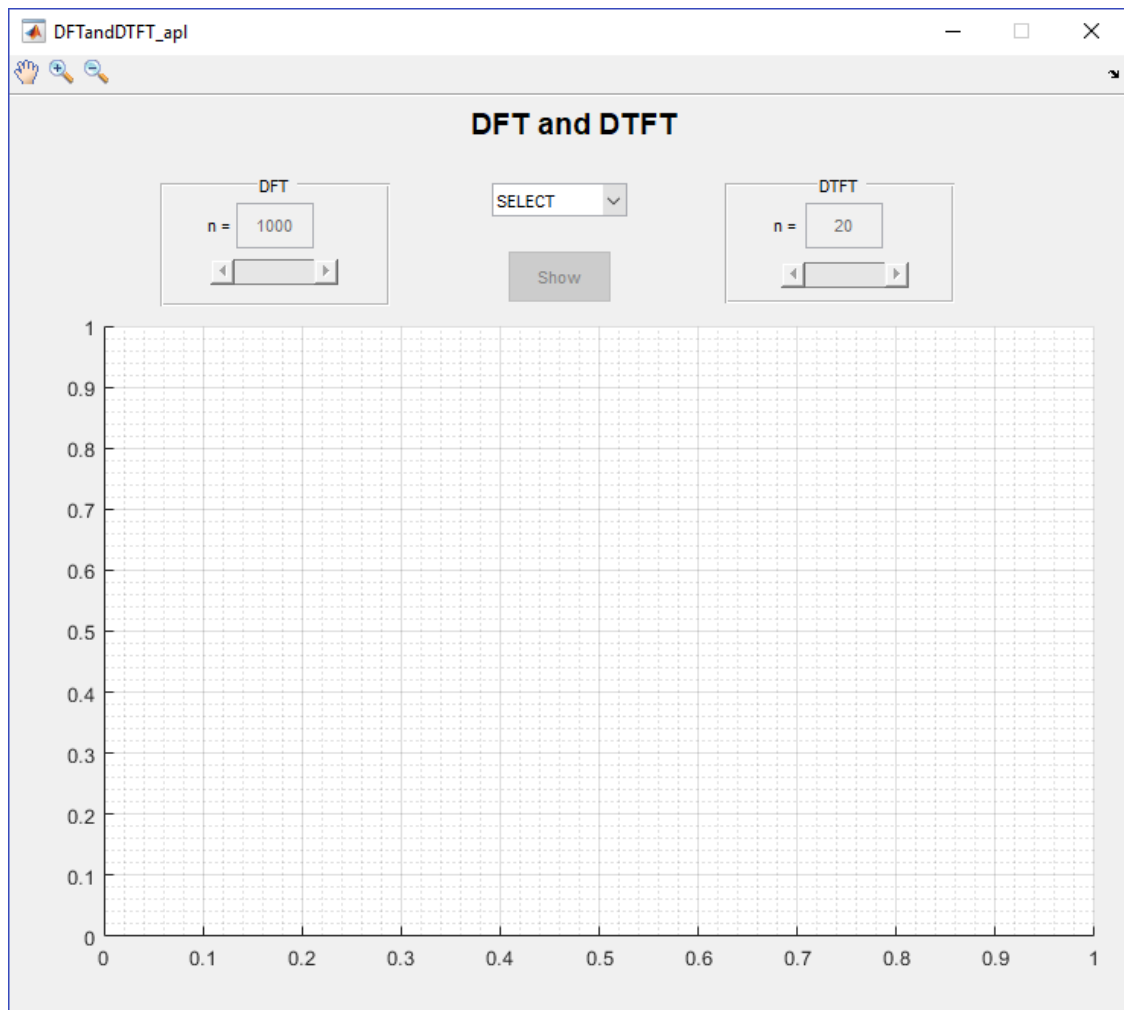 DFTandDTFT_apl
DFT and DTFT
DFT
n = 1000
SELECT
Show
DTFT
n = 20
1
0.9
0.8
0.7
0.6
0.5
0.4
0.3
0.2
0.1
0
0 0.1 0.2 0.3 0.4 0.5 0.6 0.7 0.8 0.9 1